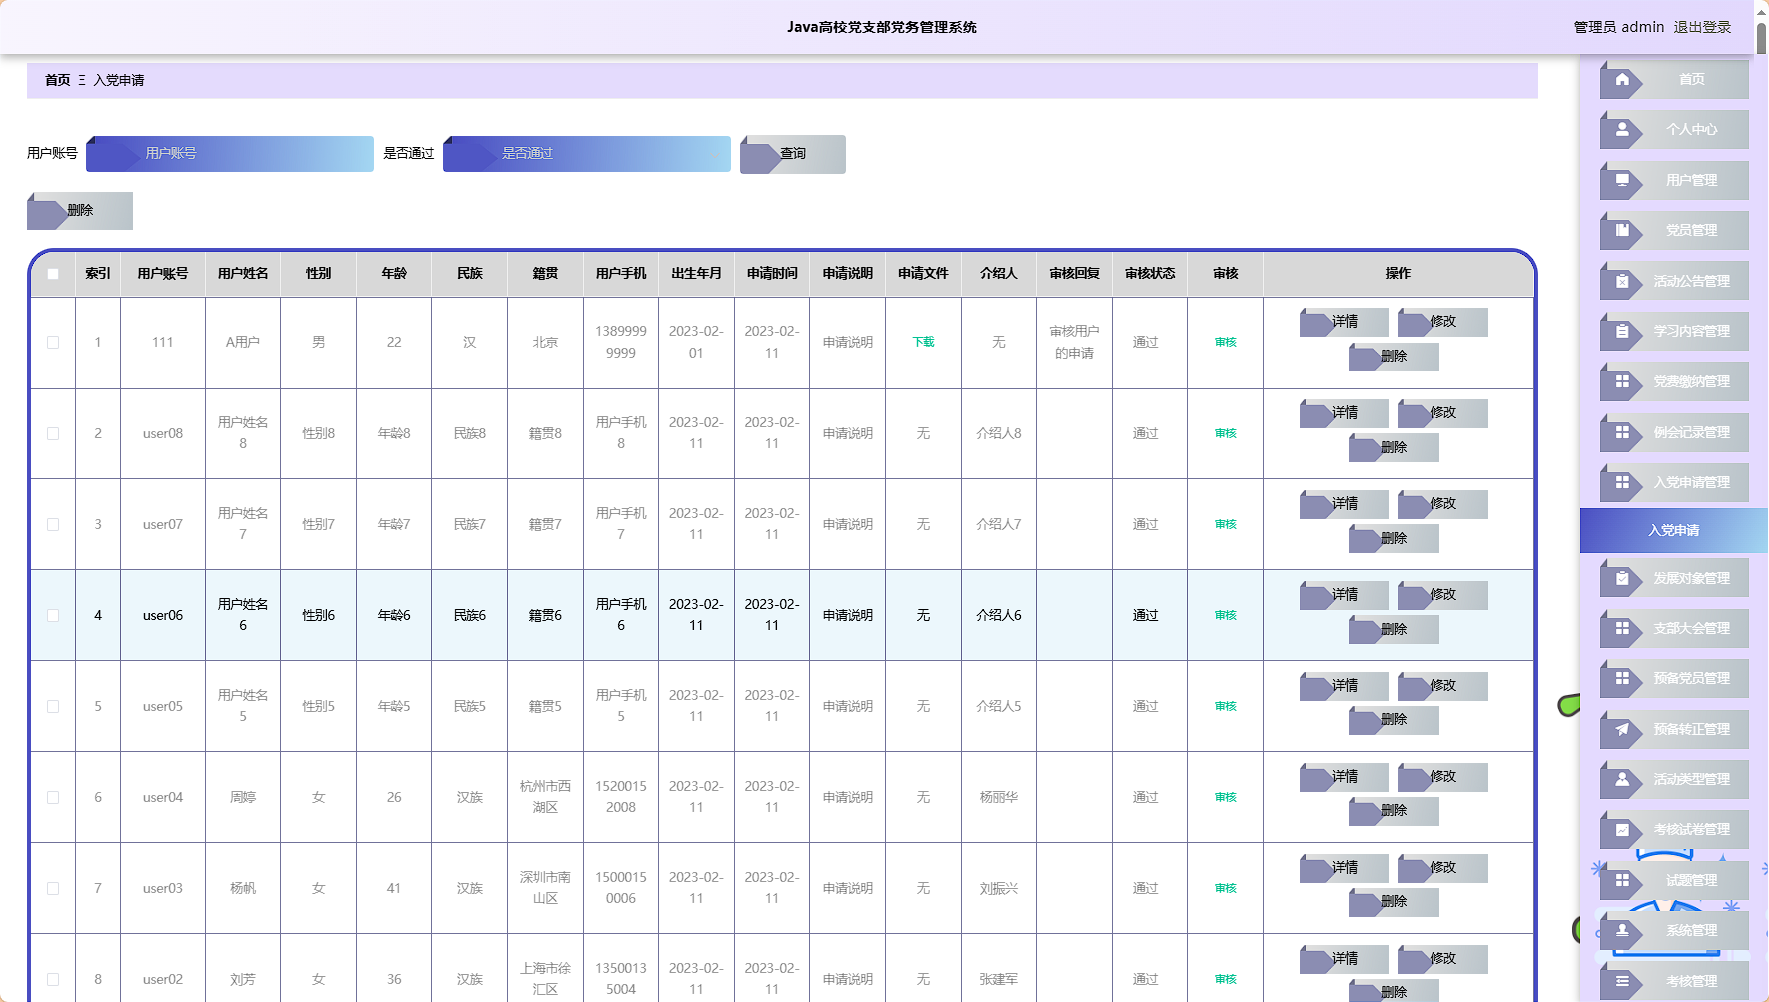 Java高校党支部党务管理系统
管理员 admin 退出登录
首页 Ξ 入党申请
用户账号 用户账号 是否通过 是否通过 查询
删除
索引 用户账号 用户姓名 性别 年龄 民族 籍贯 用户手机 出生年月 申请时间 申请说明 申请文件 介绍人 审核回复 审核状态 审核 操作
1 111 A用户 男 22 汉 北京 13899999999 2023-02-01 2023-02-11 申请说明 下载 无 审核用户的申请 通过 审核 详情 修改 删除
2 user08 用户姓名8 性别8 年龄8 民族8 籍贯8 用户手机8 2023-02-11 2023-02-11 申请说明 无 介绍人8 通过 审核 详情 修改 删除
3 user07 用户姓名7 性别7 年龄7 民族7 籍贯7 用户手机7 2023-02-11 2023-02-11 申请说明 无 介绍人7 通过 审核 详情 修改 删除
4 user06 用户姓名6 性别6 年龄6 民族6 籍贯6 用户手机6 2023-02-11 2023-02-11 申请说明 无 介绍人6 通过 审核 详情 修改 删除
5 user05 用户姓名5 性别5 年龄5 民族5 籍贯5 用户手机5 2023-02-11 2023-02-11 申请说明 无 介绍人5 通过 审核 详情 修改 删除
6 user04 周婷 女 26 汉族 杭州市西湖区 15200152008 2023-02-11 2023-02-11 申请说明 无 杨丽华 通过 审核 详情 修改 删除
7 user03 杨帆 女 41 汉族 深圳市南山区 15000150006 2023-02-11 2023-02-11 申请说明 无 刘振兴 通过 审核 详情 修改 删除
8 user02 刘芳 女 36 汉族 上海市徐汇区 13500135004 2023-02-11 2023-02-11 申请说明 无 张建军 通过 审核 详情 修改 删除
首页
个人中心
用户管理
党员管理
活动公告管理
学习内容管理
党费缴纳管理
例会记录管理
入党申请管理
入党申请
发展对象管理
支部大会管理
预备党员管理
预备转正管理
活动类型管理
考核试卷管理
试题管理
系统管理
考核管理